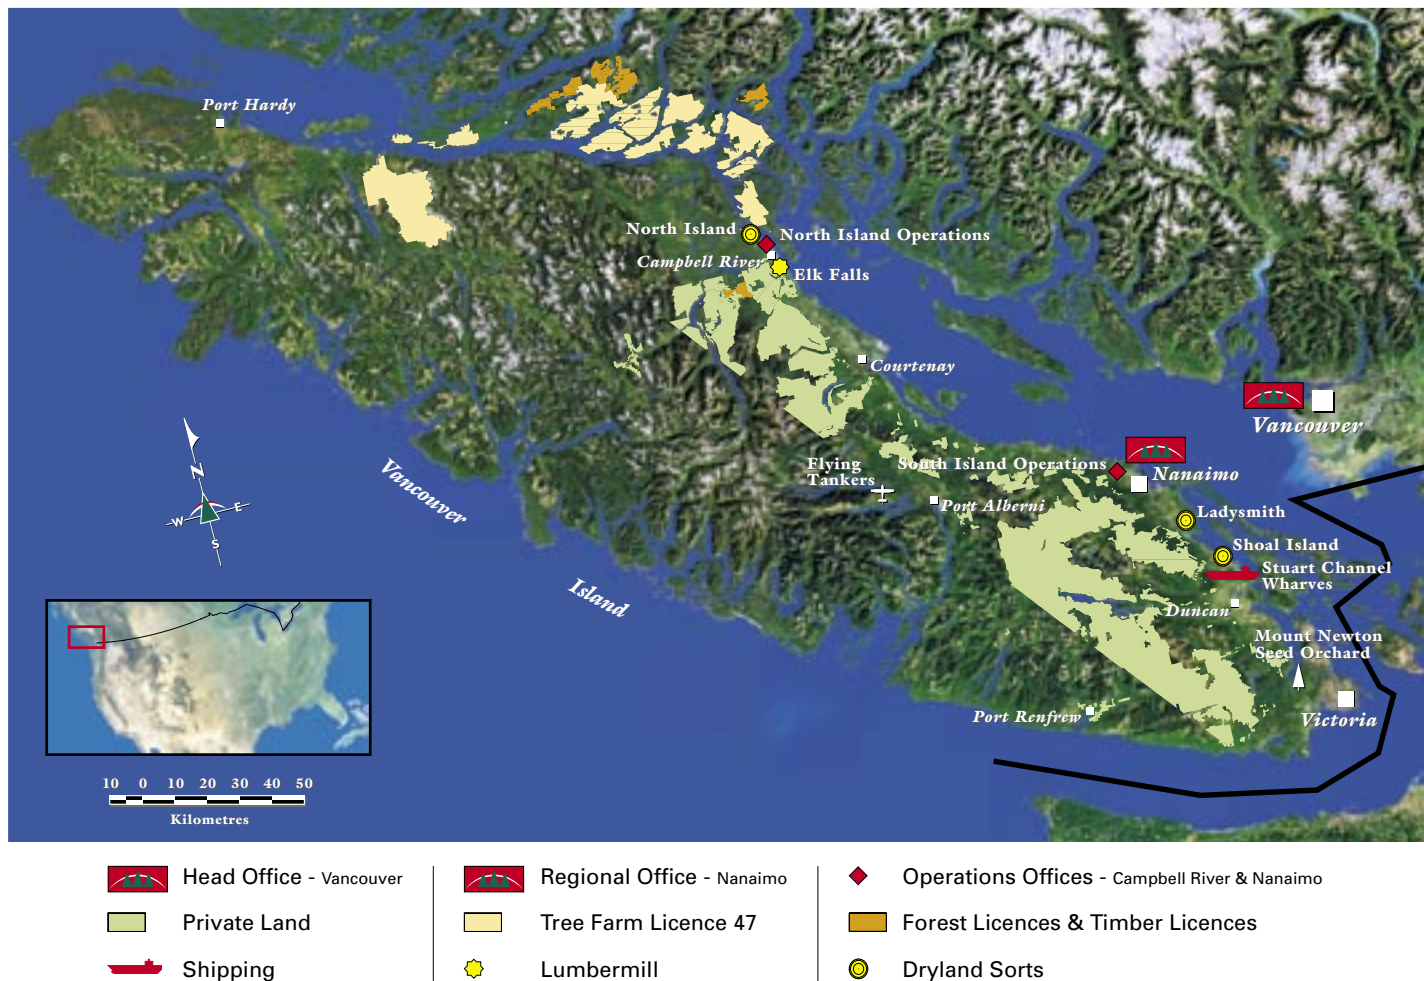 Port Hardy
North Island
North Island Operations
Campbell River
Elk Falls
Courtenay
Vancouver
Flying
Tankers
South Island Operations
Nanaimo
Port Alberni
Ladysmith
Shoal Island
Stuart Channel
Wharves
Duncan
Mount Newton
Seed Orchard
Port Renfrew
Victoria
Vancouver
Island
N
W E
S
10 0 10 20 30 40 50
Kilometres
Head Office - Vancouver
Regional Office - Nanaimo
Operations Offices - Campbell River & Nanaimo
Private Land
Tree Farm Licence 47
Forest Licences & Timber Licences
Shipping
Lumbermill
Dryland Sorts